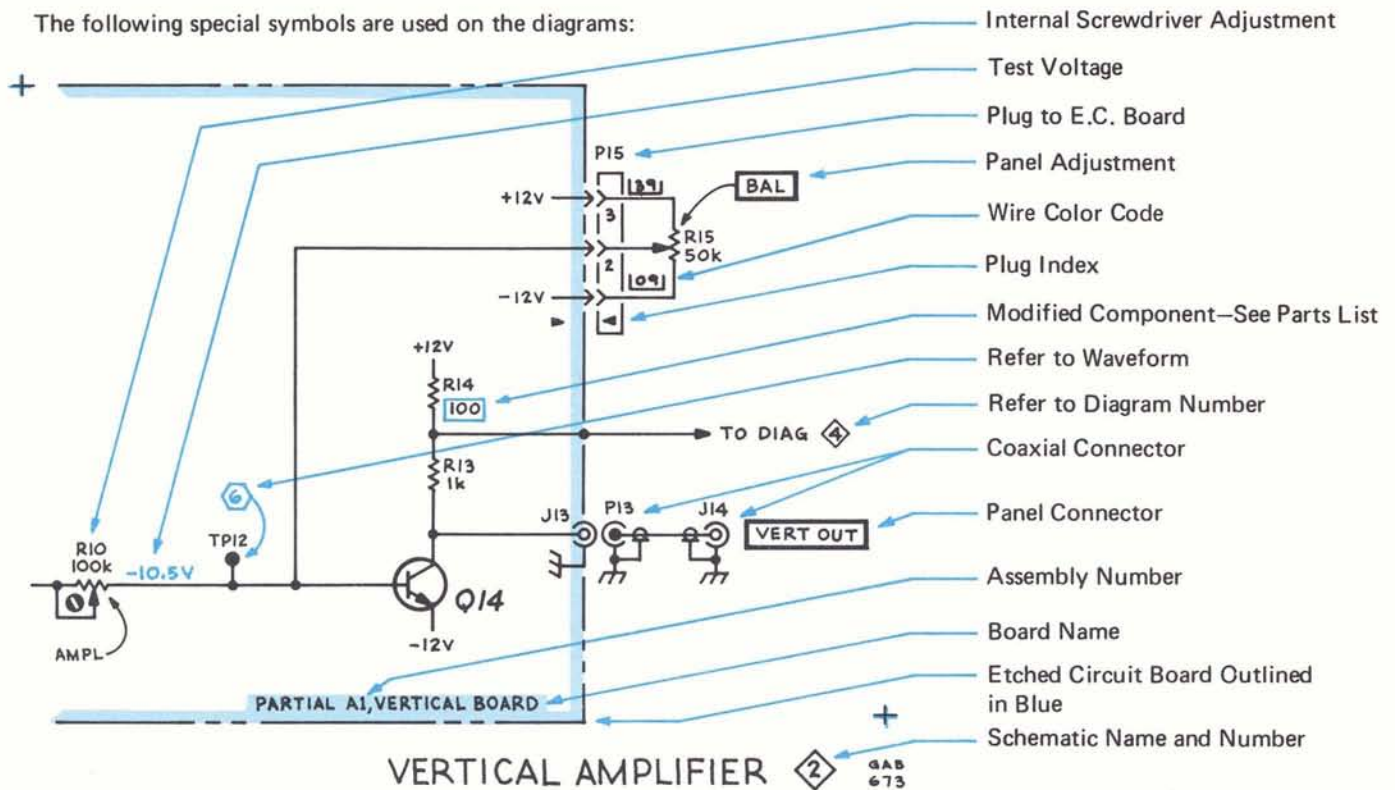 The following special symbols are used on the diagrams:
Internal Screwdriver Adjustment
Test Voltage
Plug to E.C. Board
Panel Adjustment
Wire Color Code
Plug Index
Modified Component—See Parts List
Refer to Waveform
Refer to Diagram Number
Coaxial Connector
Panel Connector
Assembly Number
Board Name
Etched Circuit Board Outlined
in Blue
Schematic Name and Number
P15
39
BAL
+12V
3
R15
50k
2
09
-12V
+12V
R14
100
TO DIAG 4
R13
1k
6
J13
P13
J14
VERT OUT
TP12
R10
100k
-10.5V
Q14
-12V
AMPL
PARTIAL A1, VERTICAL BOARD
VERTICAL AMPLIFIER 2
GAB
673